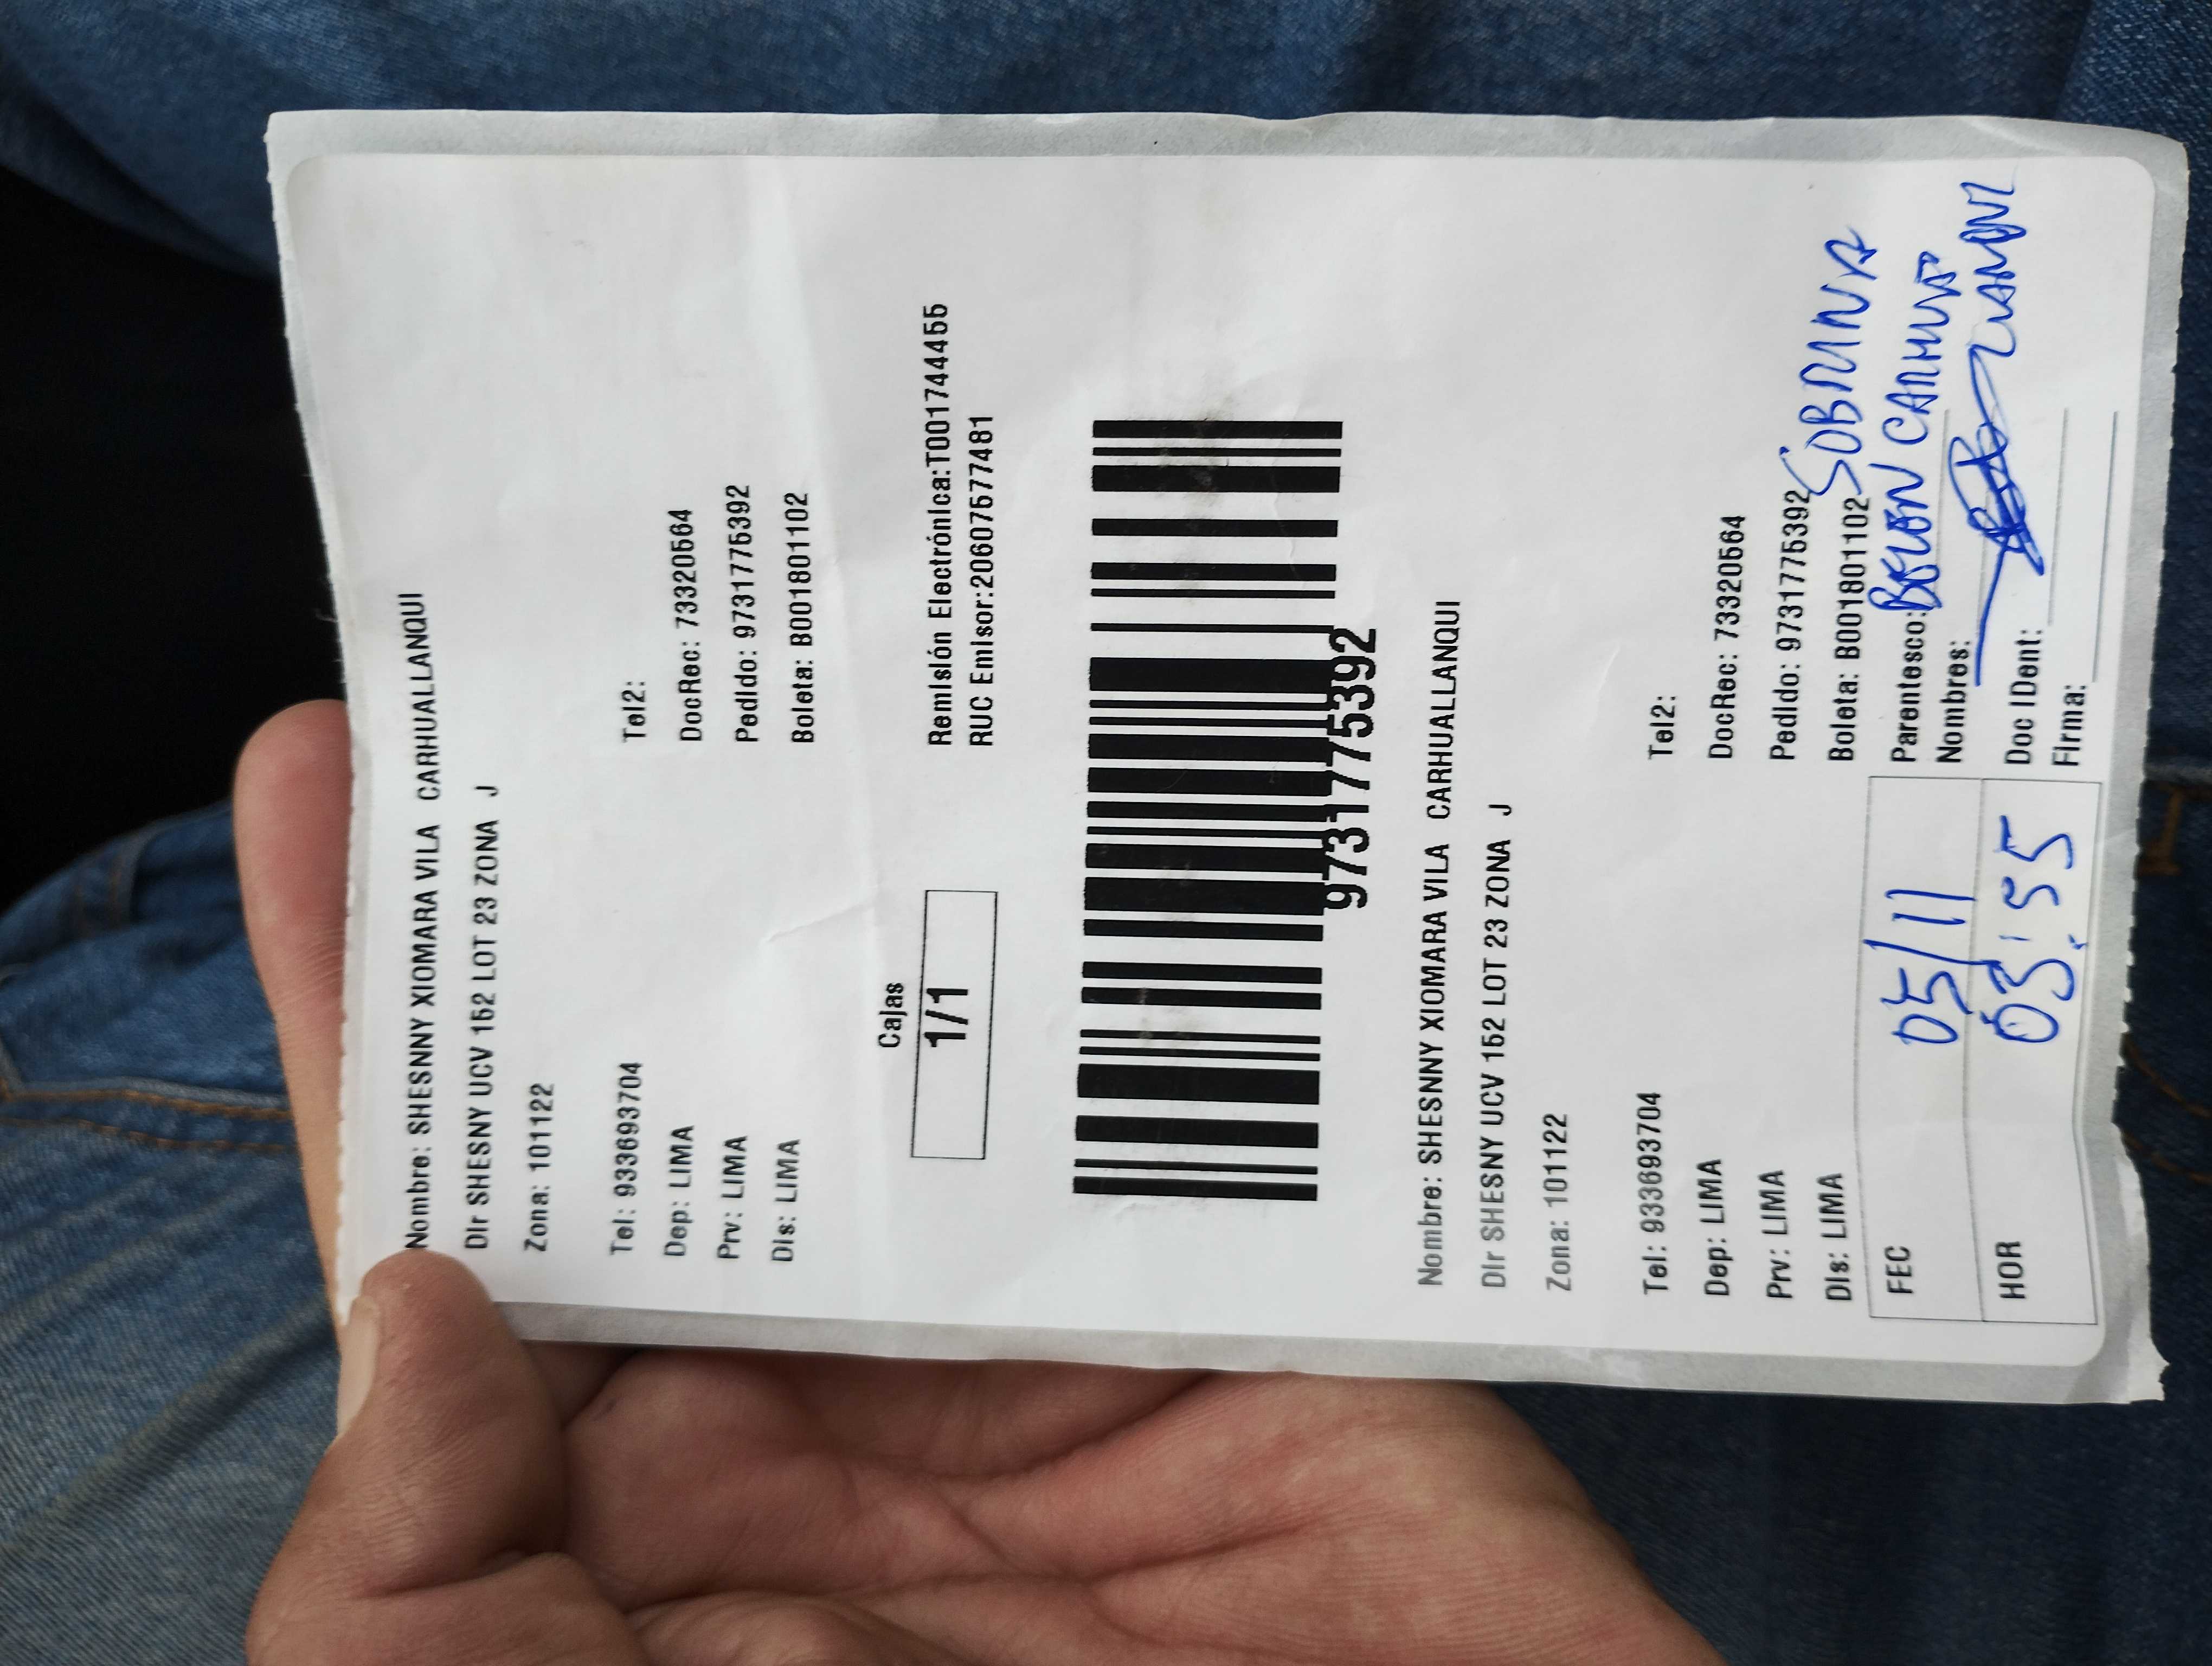 Nombre: SHESNNY XIOMARA VILA CARHUALLANQUI
Dir SHESNY UCV 152 LOT 23 ZONA J
Zona: 101122
Tel: 933693704 Tel2:
Dep: LIMA DocRec: 73320564
Prv: LIMA Pedido: 9731775392
Dis: LIMA Boleta: B001801102
Cajas
1/1
Remisión Electrónica:T001744455
RUC Emisor:20607577481
9731775392
Nombre: SHESNNY XIOMARA VILA CARHUALLANQUI
Dir SHESNY UCV 152 LOT 23 ZONA J
Zona: 101122
Tel: 933693704 Tel2:
Dep: LIMA DocRec: 73320564
Prv: LIMA Pedido: 9731775392
Dis: LIMA Boleta: B001801102 SOBRINA
FEC 05/11 Parentesco: BELEN
Nombres:
HOR 03:55 Doc IDent:
Firma: